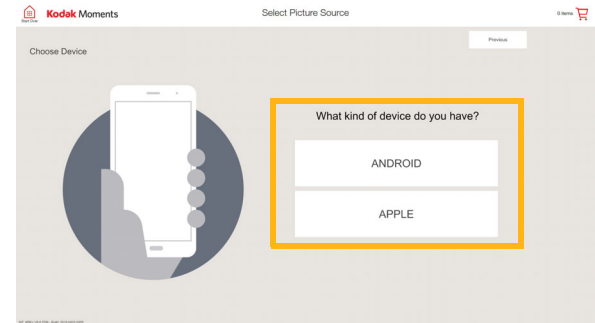 Kodak Moments
Select Picture Source
0 items
Start Over
Previous
Choose Device
What kind of device do you have?
ANDROID
APPLE